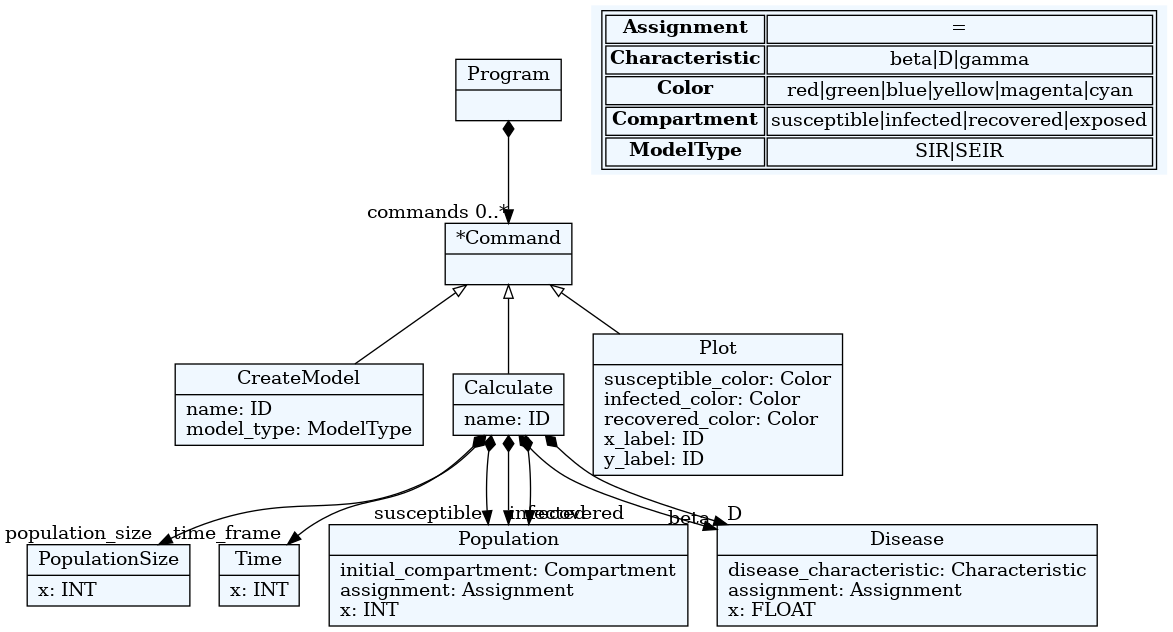 Program
Assignment =
Characteristic beta|D|gamma
Color red|green|blue|yellow|magenta|cyan
Compartment susceptible|infected|recovered|exposed
ModelType SIR|SEIR
commands 0..*
*Command
CreateModel
name: ID
model_type: ModelType
Calculate
name: ID
Plot
susceptible_color: Color
infected_color: Color
recovered_color: Color
x_label: ID
y_label: ID
population_size
time_frame
susceptible
infected
recovered
beta
D
PopulationSize
x: INT
Time
x: INT
Population
initial_compartment: Compartment
assignment: Assignment
x: INT
Disease
disease_characteristic: Characteristic
assignment: Assignment
x: FLOAT